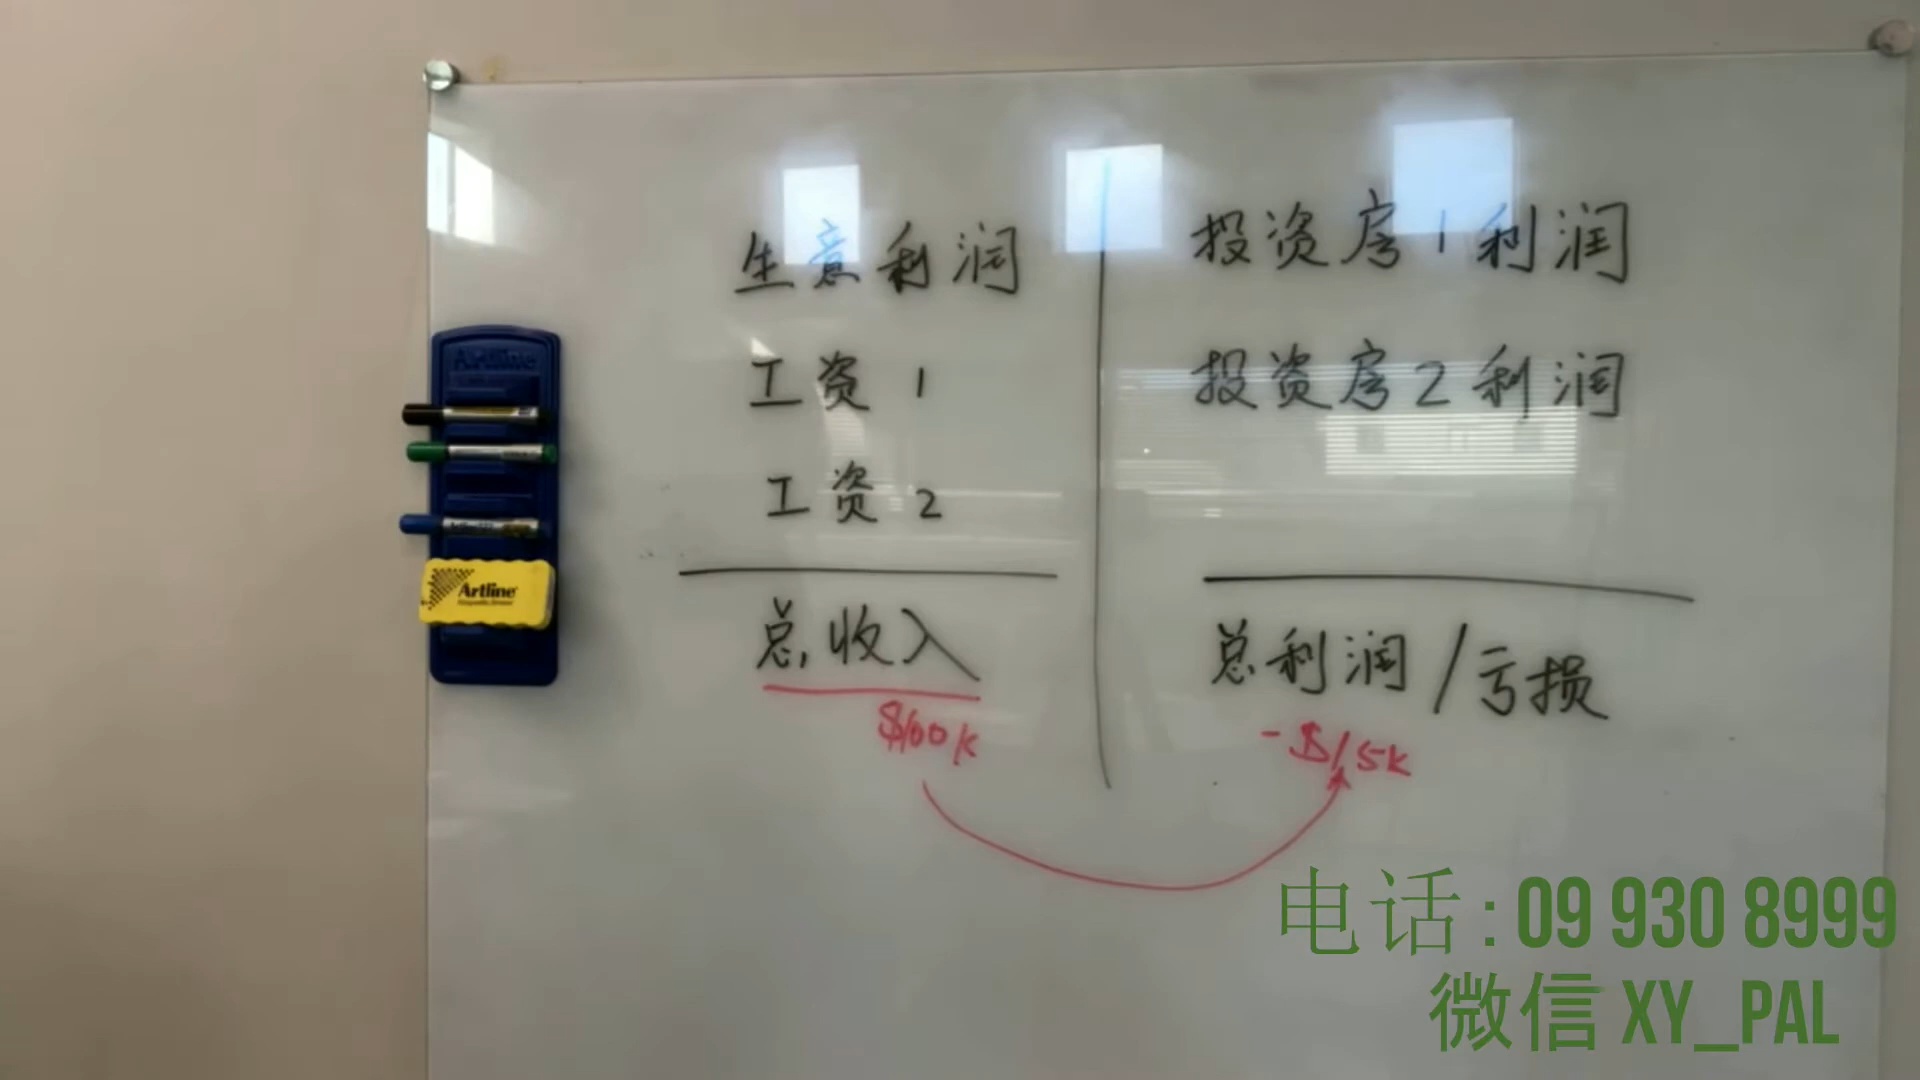 生意利润
工资1
工资2
总收入
$100K
投资房1利润
投资房2利润
总利润/亏损
-$15K
Artline
Artline
电话:09 930 8999
微信 XY_PAL